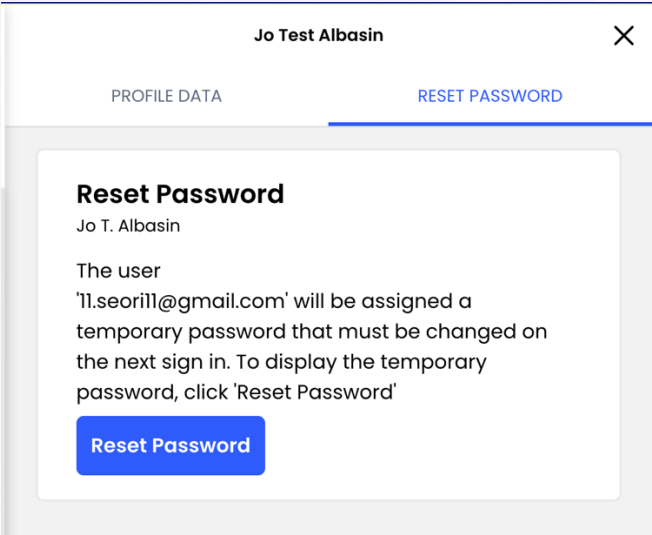 Jo Test Albasin
PROFILE DATA
RESET PASSWORD
Reset Password
Jo T. Albasin
The user
'11.seori11@gmail.com' will be assigned a
temporary password that must be changed on
the next sign in. To display the temporary
password, click 'Reset Password'
Reset Password